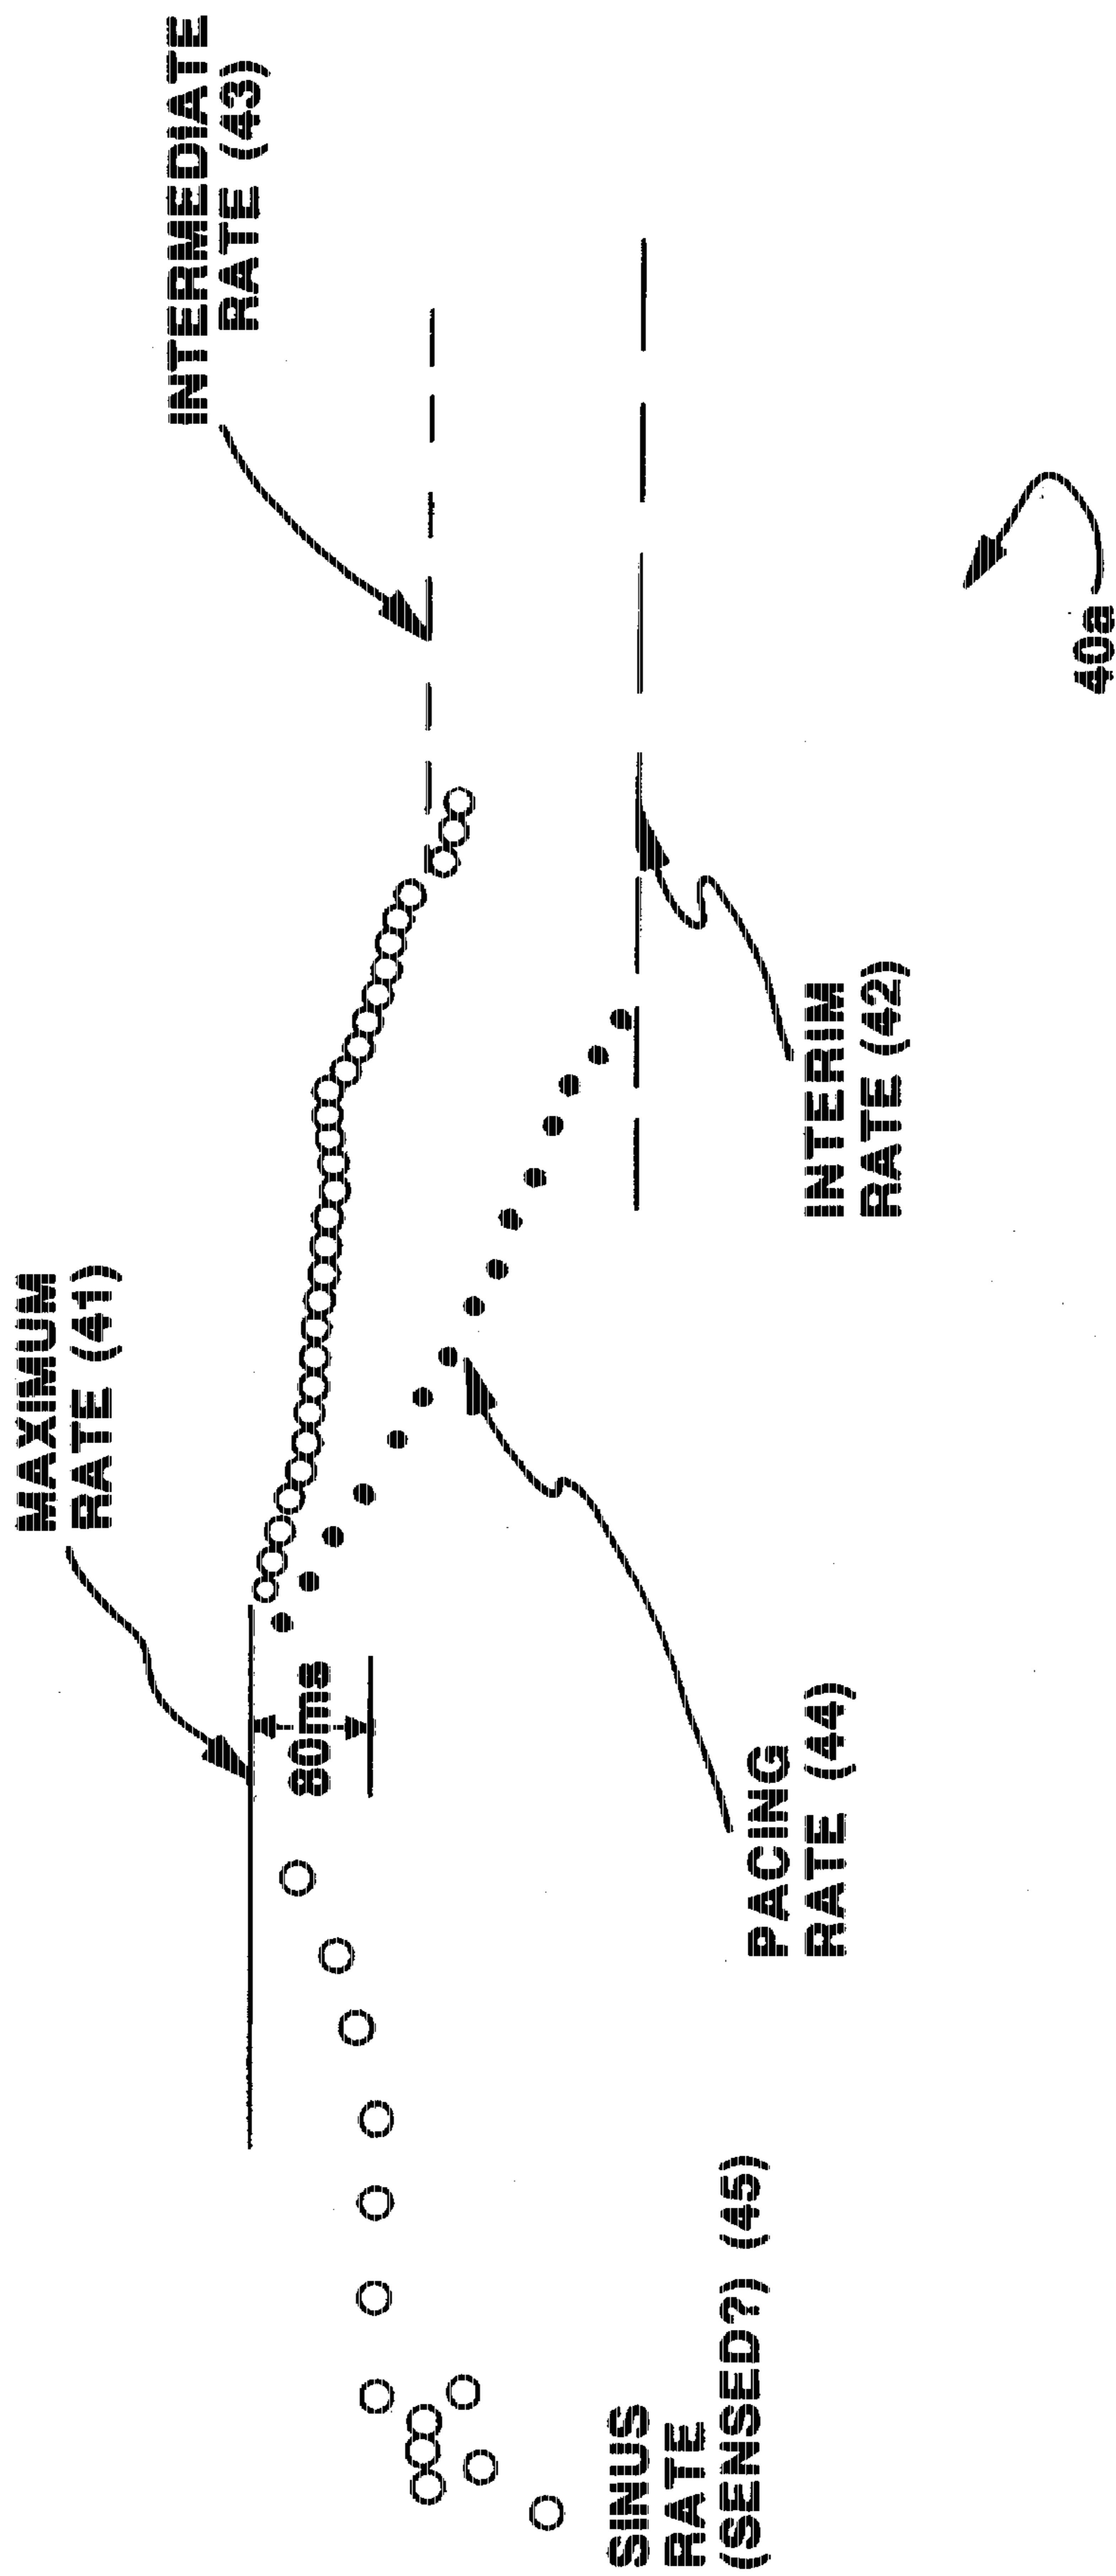 MAXIMUM
RATE (41)
INTERMEDIATE
RATE (43)
80ms
SINUS
RATE
(SENSED?) (45)
PACING
RATE (44)
INTERIM
RATE (42)
40a